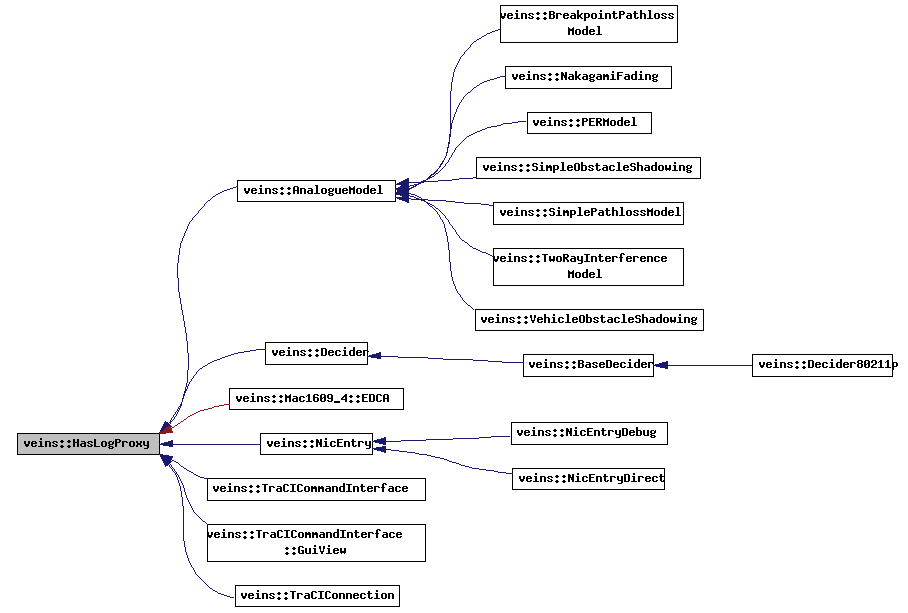 veins::BreakpointPathloss
Model
veins::NakagamiFading
veins::PERModel
veins::SimpleObstacleShadowing
veins::AnalogueModel
veins::SimplePathlossModel
veins::TwoRayInterference
Model
veins::VehicleObstacleShadowing
veins::Decider
veins::BaseDecider
veins::Decider80211p
veins::Mac1609_4::EDCA
veins::HasLogProxy
veins::NicEntry
veins::NicEntryDebug
veins::NicEntryDirect
veins::TraCICommandInterface
veins::TraCICommandInterface
::GuiView
veins::TraCIConnection